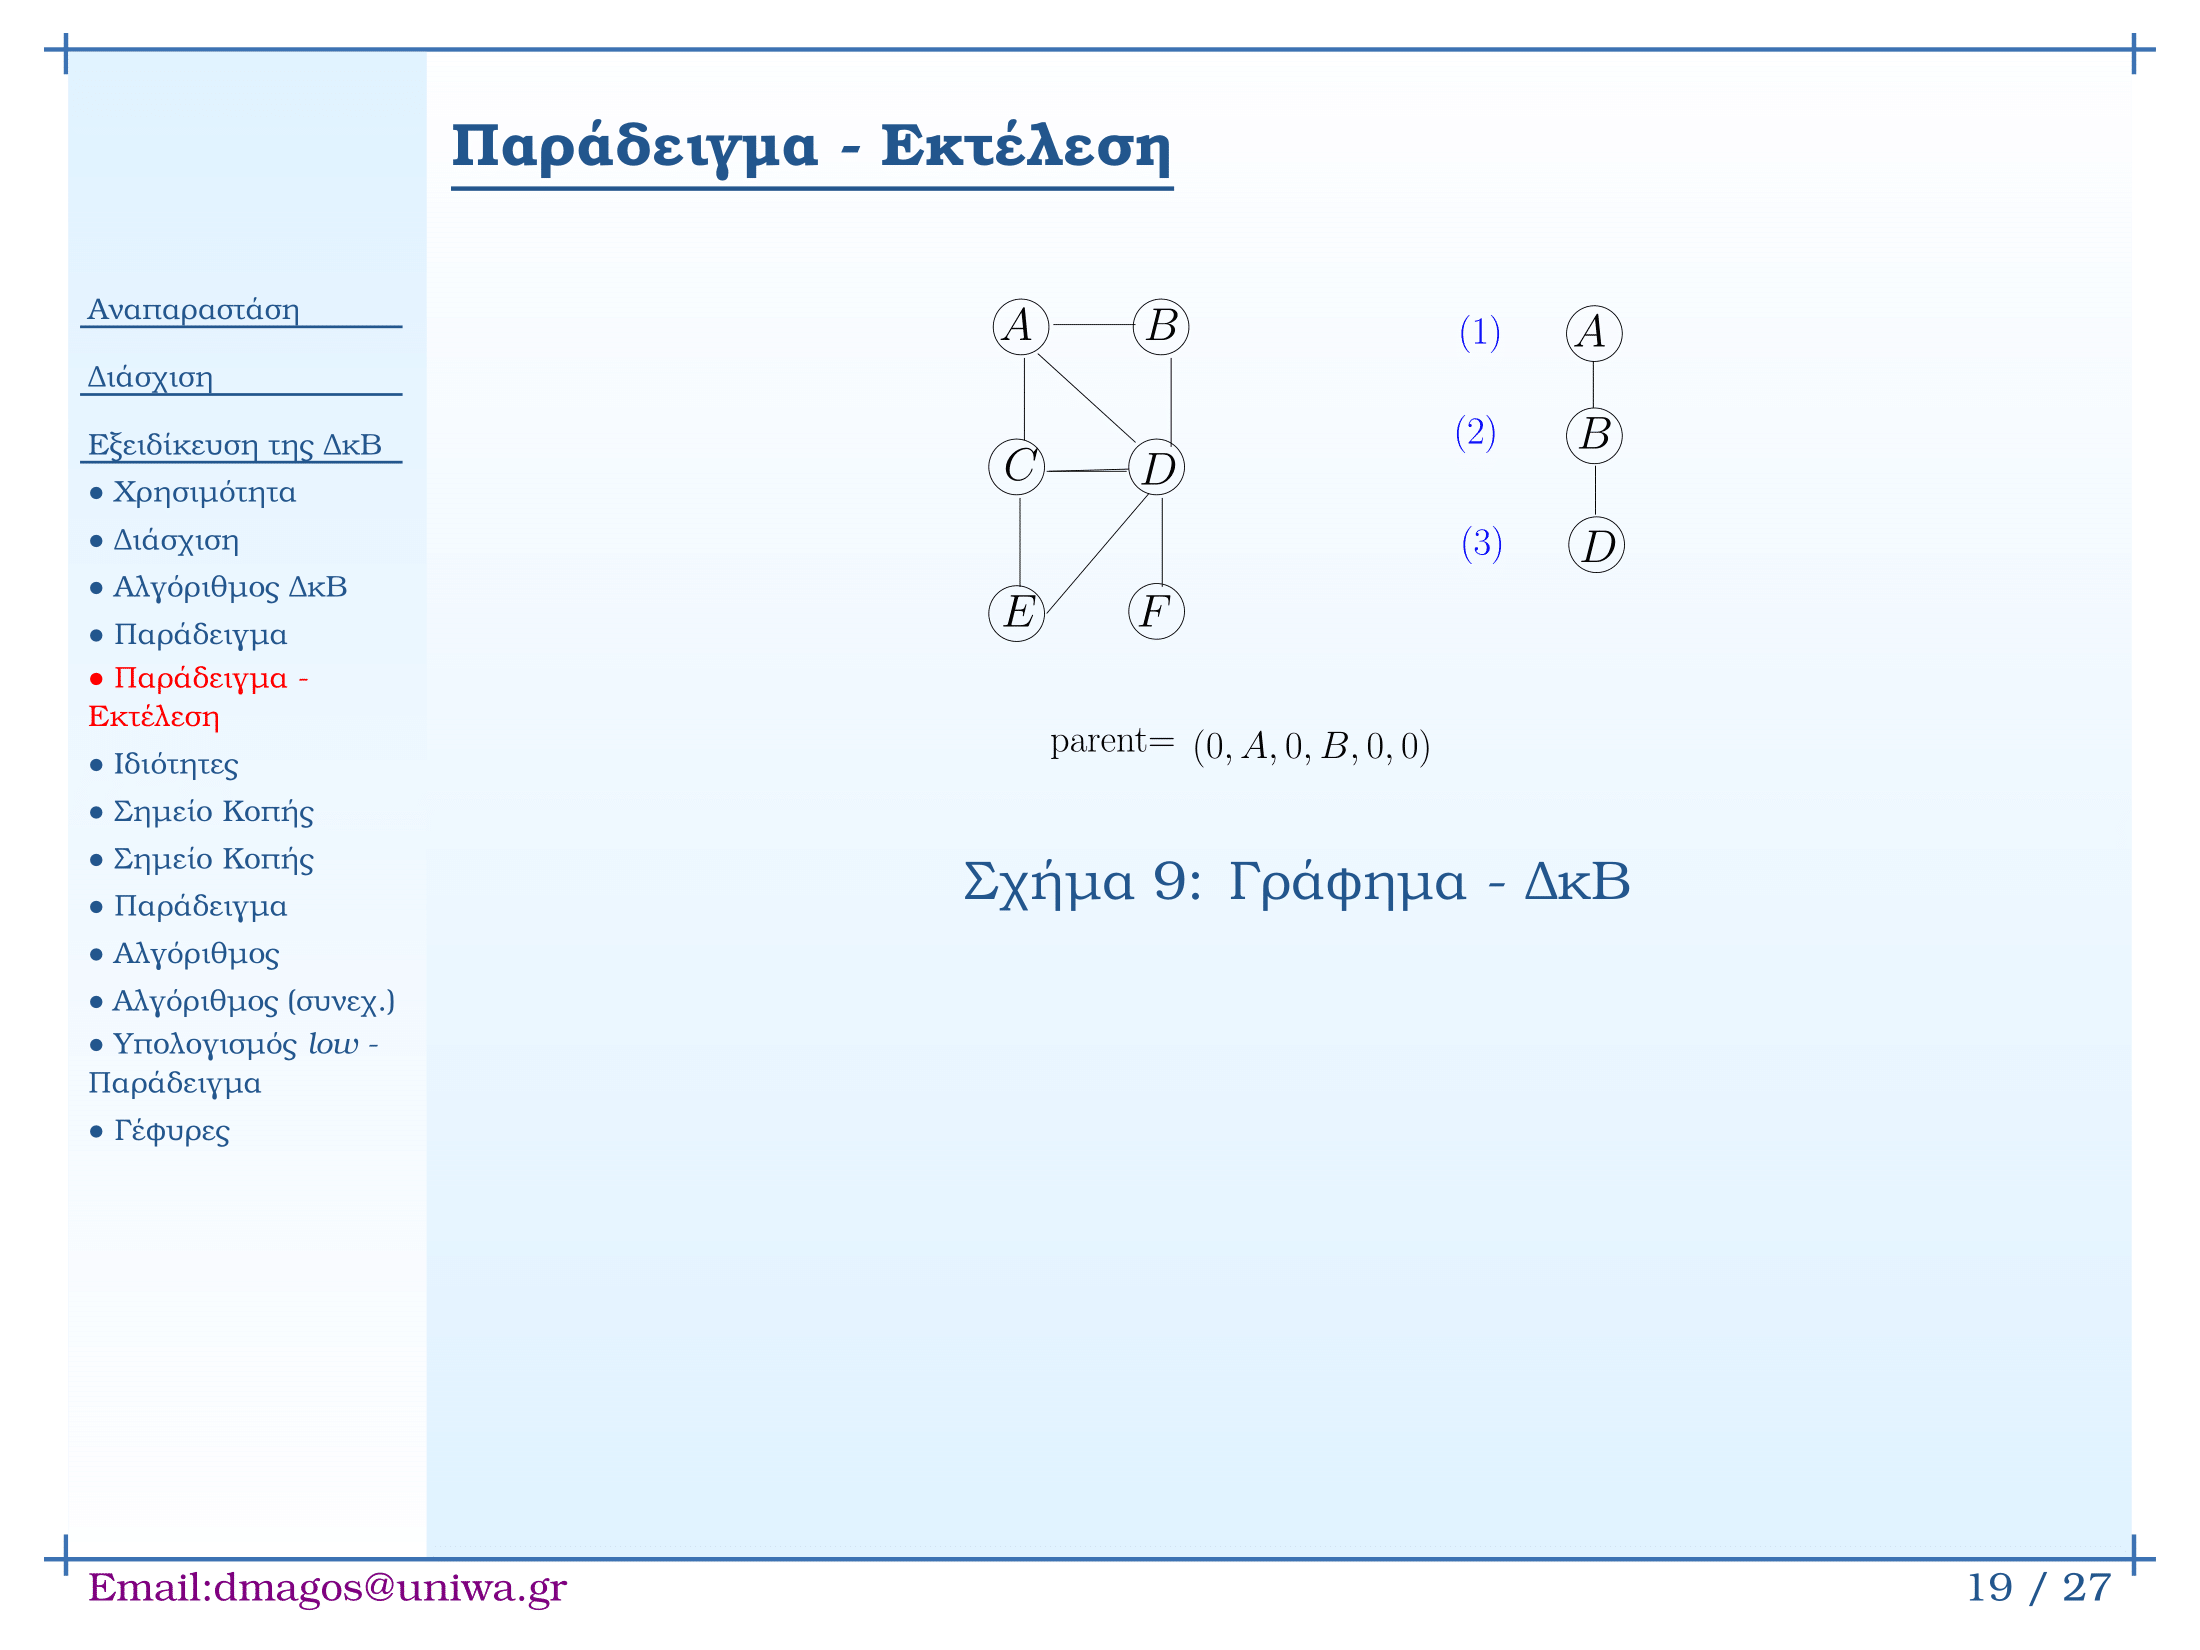 Παράδειγμα - Εκτέλεση
Αναπαραστάση
Διάσχιση
Εξειδίκευση της ΔκΒ
● Χρησιμότητα
● Διάσχιση
● Αλγόριθμος ΔκΒ
● Παράδειγμα
● Παράδειγμα -
Εκτέλεση
● Ιδιότητες
● Σημείο Κοπής
● Σημείο Κοπής
● Παράδειγμα
● Αλγόριθμος
● Αλγόριθμος (συνεχ.)
● Υπολογισμός low -
Παράδειγμα
● Γέφυρες
A B
C D
E F
(1) A
(2) B
(3) D
parent= (0, A, 0, B, 0, 0)
Σχήμα 9: Γράφημα - ΔκΒ
Email:dmagos@uniwa.gr
19 / 27